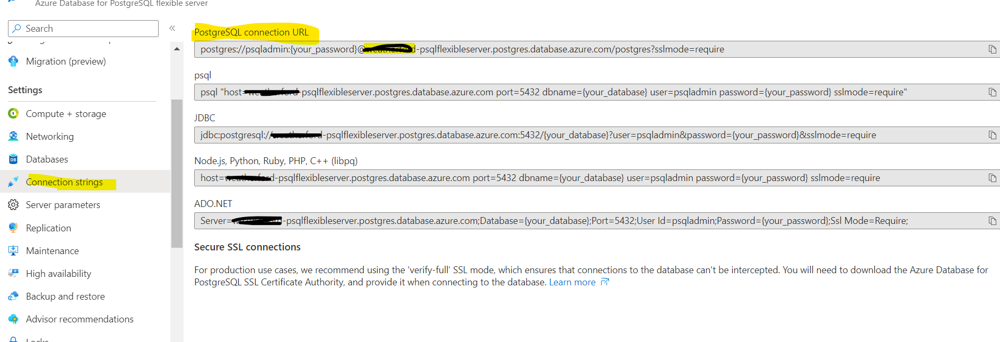 Azure Database for PostgreSQL flexible server
Search
«
Migration (preview)
Settings
Compute + storage
Networking
Databases
Connection strings
Server parameters
Replication
Maintenance
High availability
Backup and restore
Advisor recommendations
Locks
PostgreSQL connection URL
postgres://psqladmin:{your_password}@ -psqlflexibleserver.postgres.database.azure.com/postgres?sslmode=require
psql
psql "host= -psqlflexibleserver.postgres.database.azure.com port=5432 dbname={your_database} user=psqladmin password={your_password} sslmode=require"
JDBC
jdbc:postgresql:// -psqlflexibleserver.postgres.database.azure.com:5432/{your_database}?user=psqladmin&password={your_password}&sslmode=require
Node.js, Python, Ruby, PHP, C++ (libpq)
host= -psqlflexibleserver.postgres.database.azure.com port=5432 dbname={your_database} user=psqladmin password={your_password} sslmode=require
ADO.NET
Server= -psqlflexibleserver.postgres.database.azure.com;Database={your_database};Port=5432;User Id=psqladmin;Password={your_password};Ssl Mode=Require;
Secure SSL connections
For production use cases, we recommend using the 'verify-full' SSL mode, which ensures that connections to the database can't be intercepted. You will need to download the Azure Database for
PostgreSQL SSL Certificate Authority, and provide it when connecting to the database. Learn more